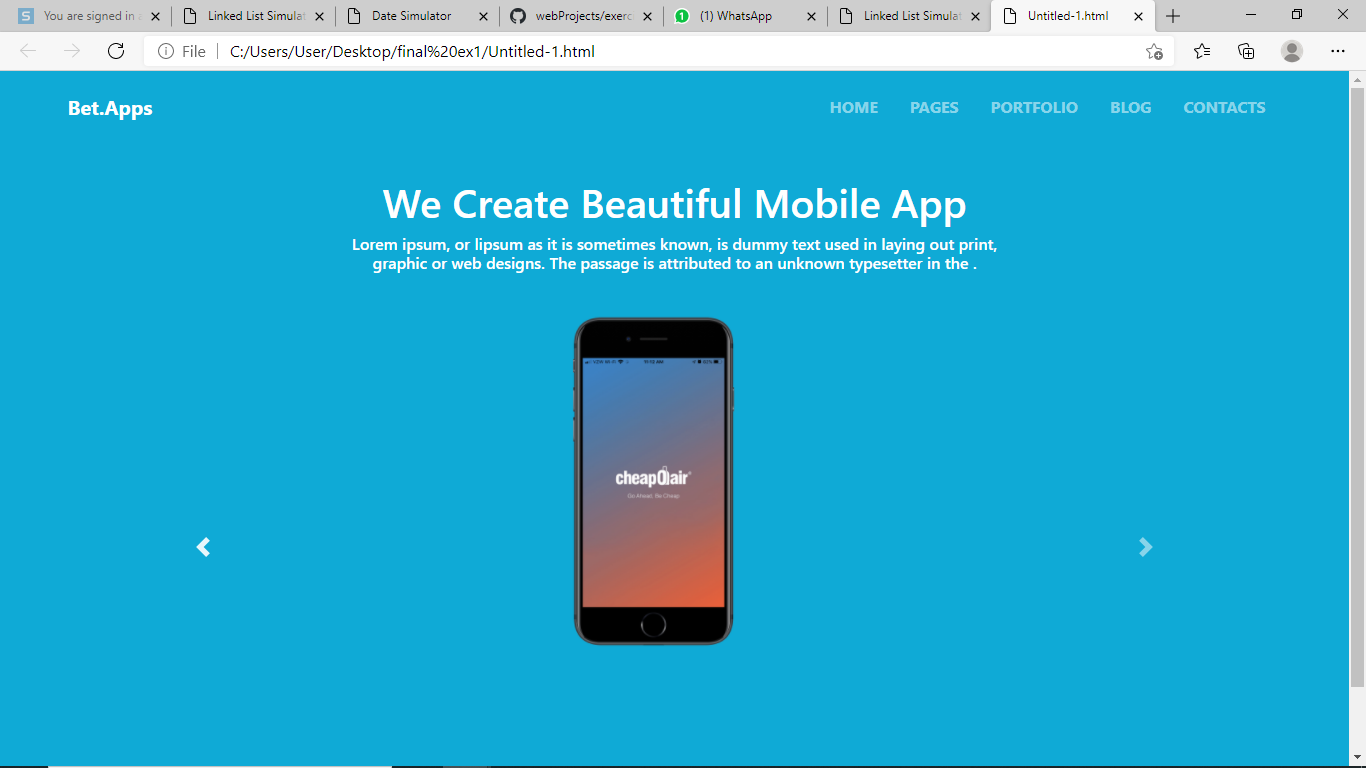 You are signed in a
Linked List Simulat
Date Simulator
webProjects/exerc
(1) WhatsApp
Linked List Simulat
Untitled-1.html
File
C:/Users/User/Desktop/final%20ex1/Untitled-1.html
Bet.Apps
HOME
PAGES
PORTFOLIO
BLOG
CONTACTS
We Create Beautiful Mobile App
Lorem ipsum, or lipsum as it is sometimes known, is dummy text used in laying out print,
graphic or web designs. The passage is attributed to an unknown typesetter in the .
cheapOair
Go Ahead. Be Cheap